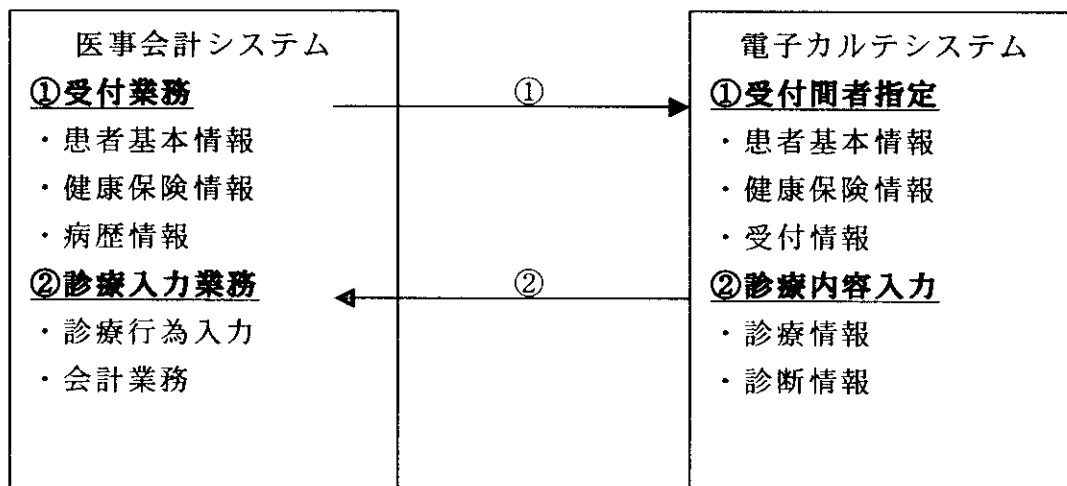 医事会計システム
①受付業務
・患者基本情報
・健康保険情報
・病歴情報
②診療入力業務
・診療行為入力
・会計業務
①
②
電子カルテシステム
①受付間者指定
・患者基本情報
・健康保険情報
・受付情報
②診療内容入力
・診療情報
・診断情報